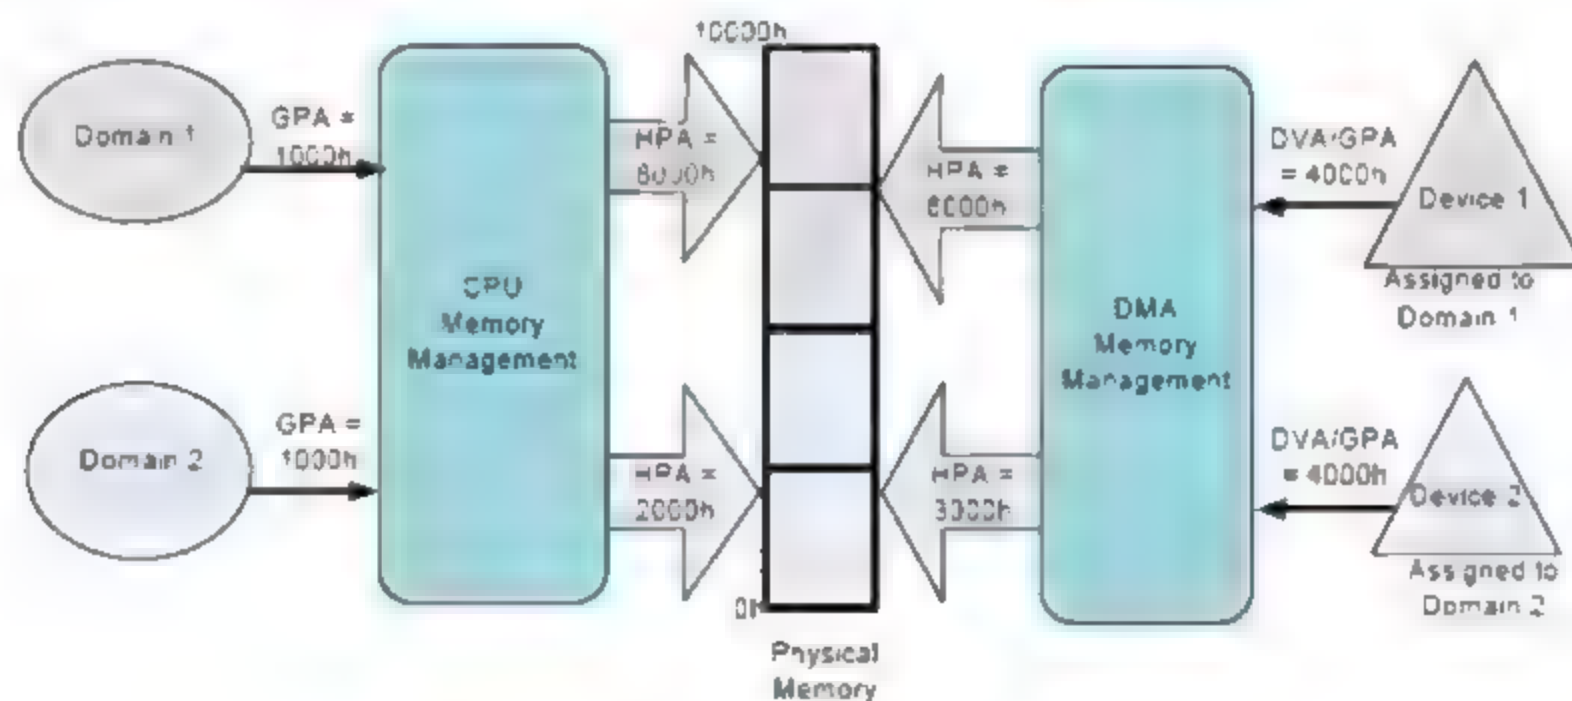 10000h
Domain 1
GPA =
1000h
HPA =
6000h
HPA =
6000h
DVA/GPA
= 4000h
Device 1
Assigned to
Domain 1
CPU
Memory
Management
DMA
Memory
Management
Domain 2
GPA =
1000h
HPA =
2000h
HPA =
3000h
DVA/GPA
= 4000h
Device 2
Assigned to
Domain 2
0h
Physical
Memory